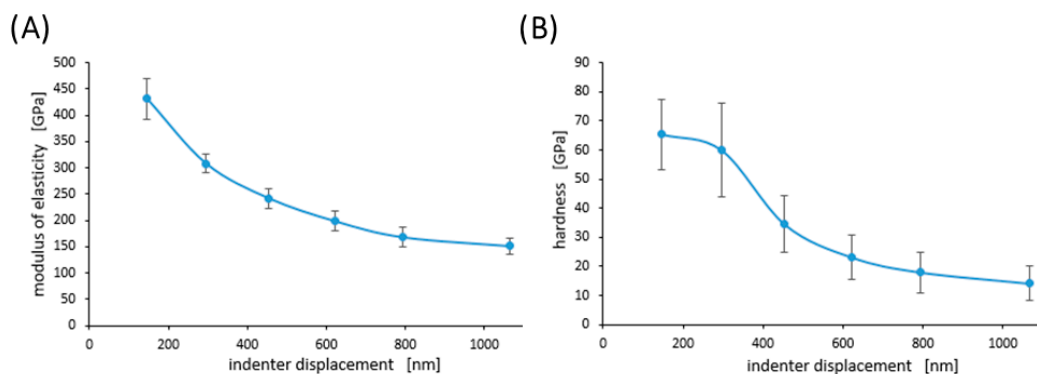 (A)
modulus of elasticity [GPa]
500
450
400
350
300
250
200
150
100
50
0
0 200 400 600 800 1000
indenter displacement [nm]
(B)
hardness [GPa]
90
80
70
60
50
40
30
20
10
0
0 200 400 600 800 1000
indenter displacement [nm]